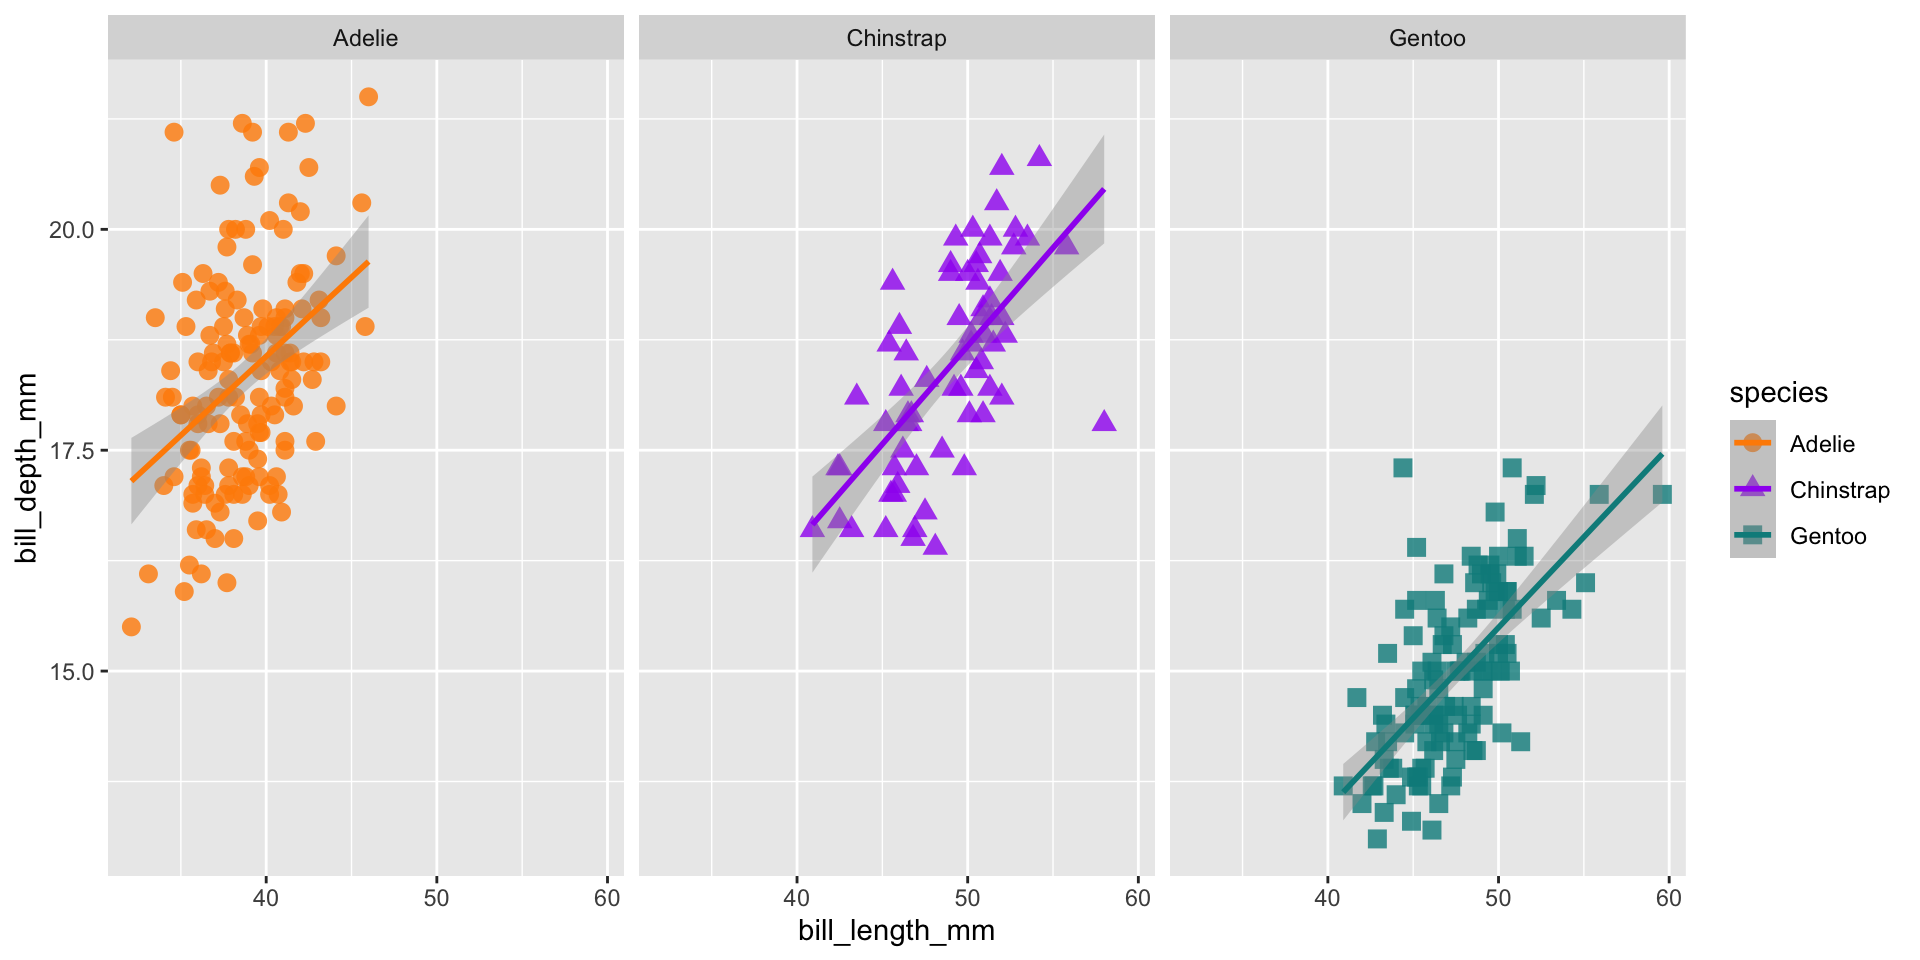 Adelie
Chinstrap
Gentoo
bill_depth_mm
20.0
17.5
15.0
40 50 60
40 50 60
40 50 60
bill_length_mm
species
Adelie
Chinstrap
Gentoo